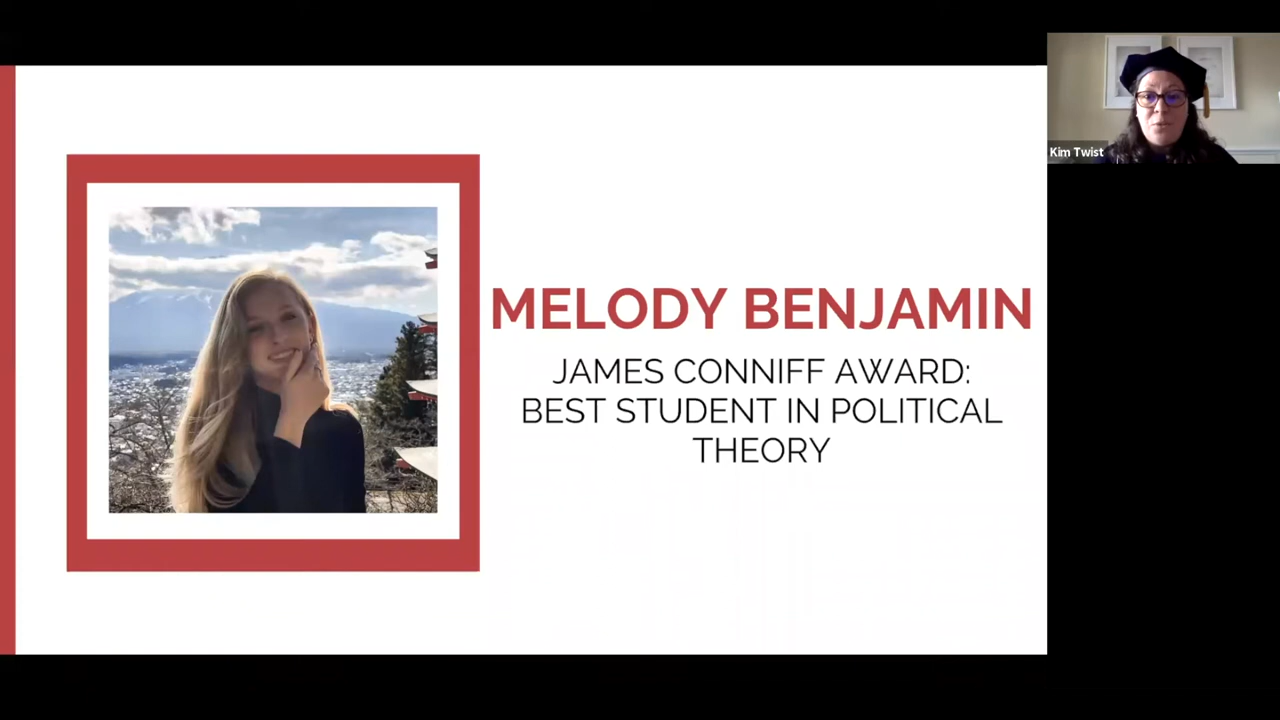 MELODY BENJAMIN
JAMES CONNIFF AWARD:
BEST STUDENT IN POLITICAL
THEORY
Kim Twist